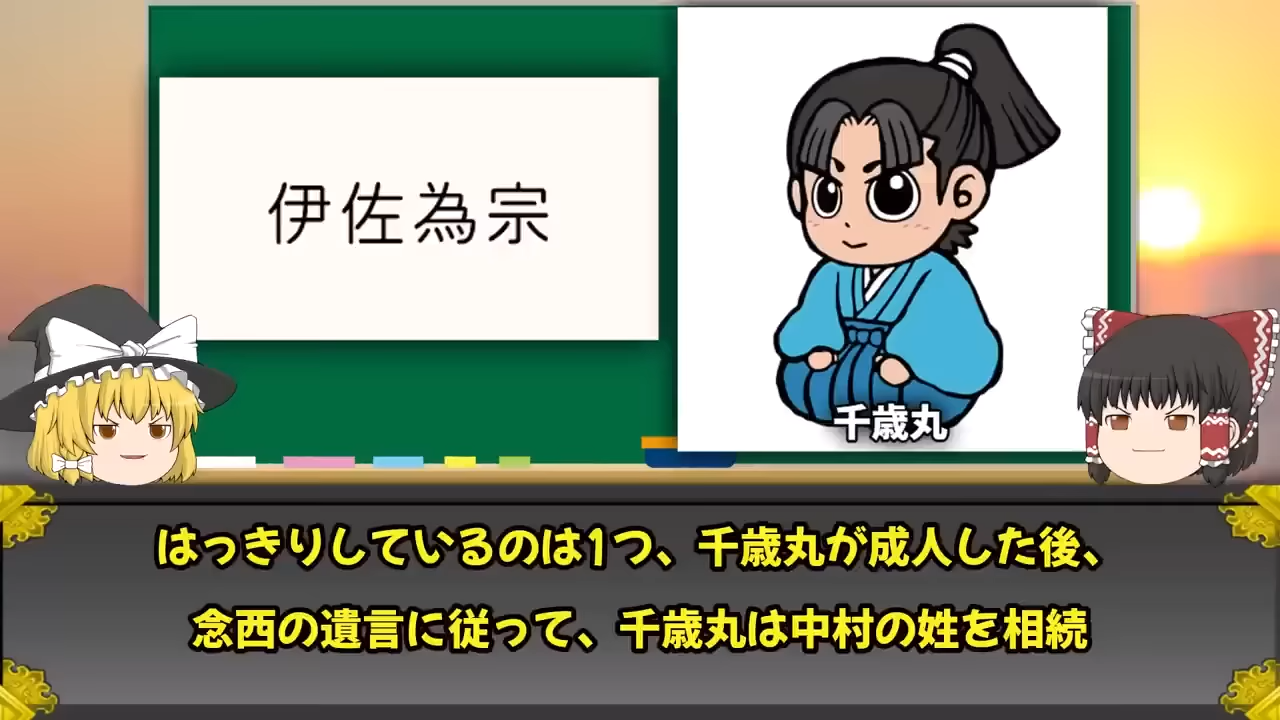 伊佐為宗
千歳丸
はっきりしているのは1つ、千歳丸が成人した後、
念西の遺言に従って、千歳丸は中村の姓を相続